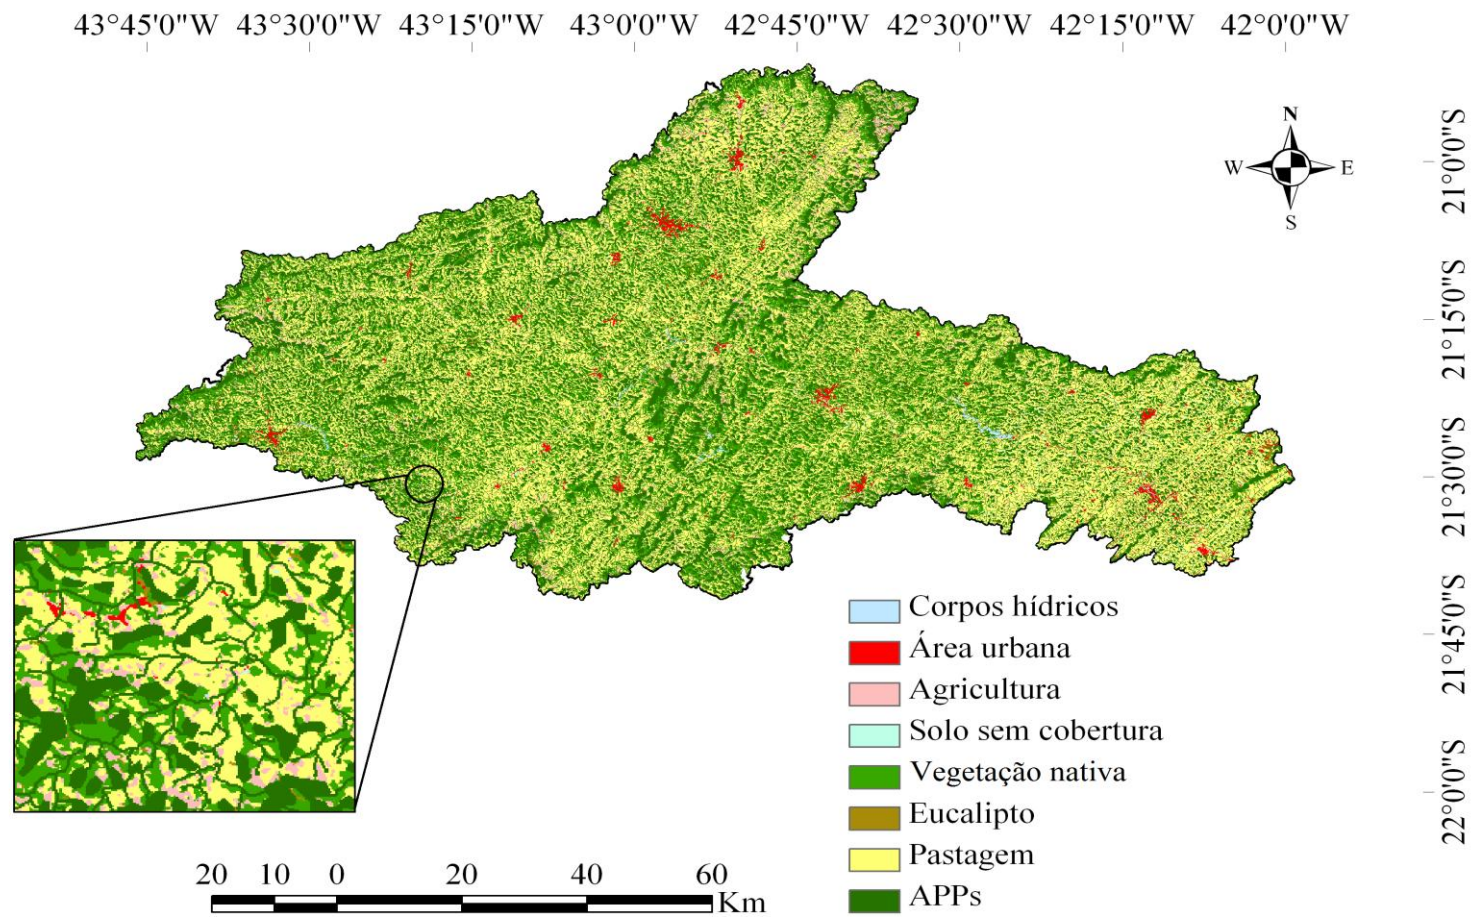 43°45'0"W 43°30'0"W 43°15'0"W 43°0'0"W 42°45'0"W 42°30'0"W 42°15'0"W 42°0'0"W
N
W E
S
21°0'0"S
21°15'0"S
21°30'0"S
21°45'0"S
22°0'0"S
Corpos hídricos
Área urbana
Agricultura
Solo sem cobertura
Vegetação nativa
Eucalipto
Pastagem
APPs
20 10 0 20 40 60
Km